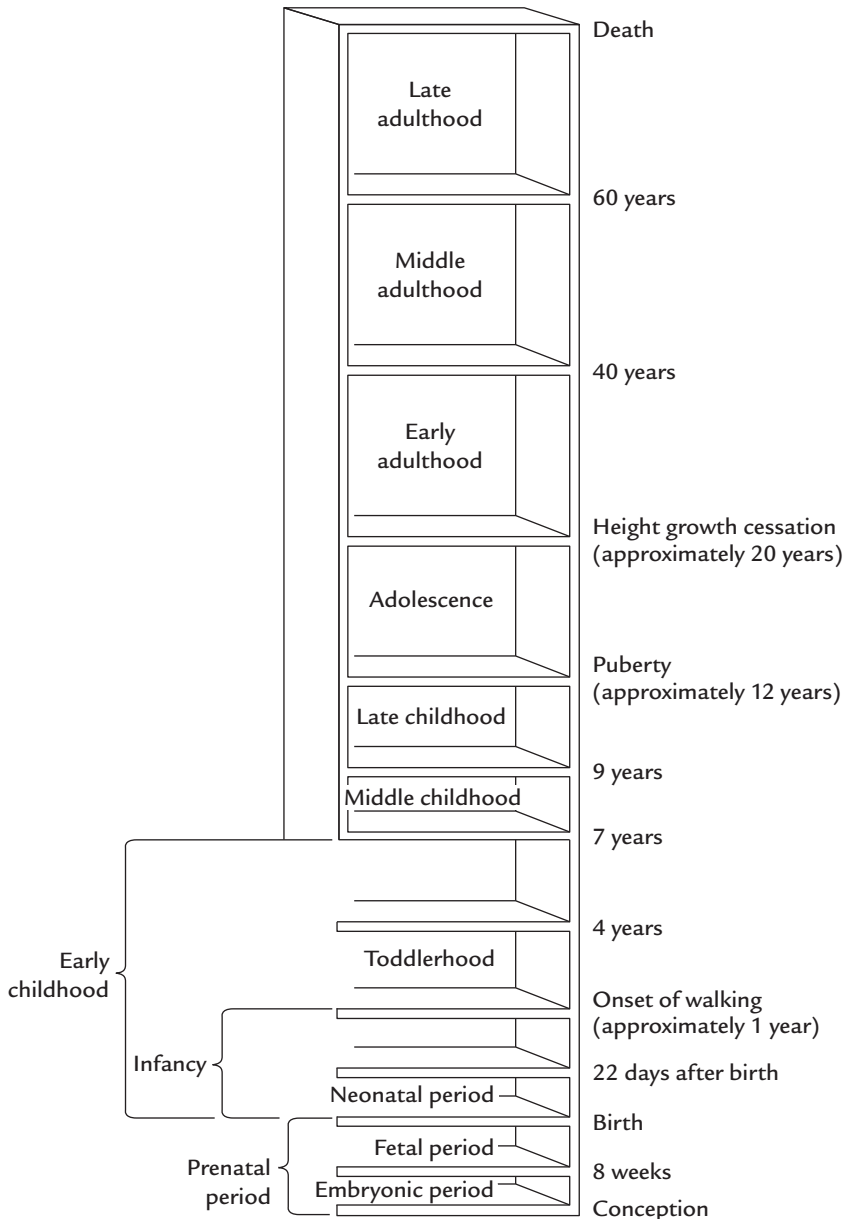 Death
Late
adulthood
60 years
Middle
adulthood
40 years
Early
adulthood
Height growth cessation
(approximately 20 years)
Adolescence
Puberty
(approximately 12 years)
Late childhood
9 years
Middle childhood
7 years
4 years
Early
childhood
Toddlerhood
Onset of walking
(approximately 1 year)
Infancy
22 days after birth
Neonatal period
Birth
Fetal period
Prenatal
period
8 weeks
Embryonic period
Conception